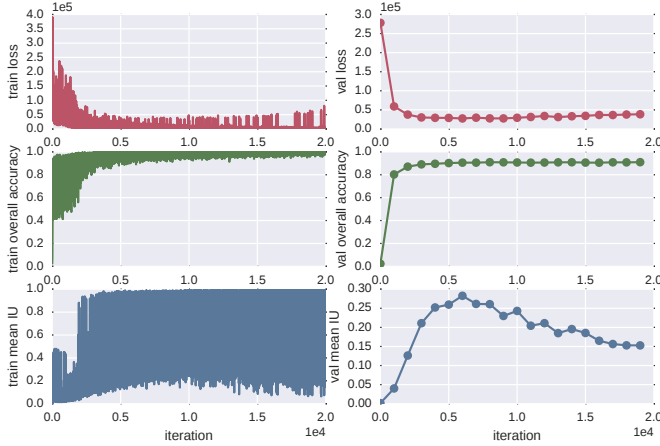 1e5
4.0
3.5
3.0
2.5
2.0
1.5
1.0
0.5
0.0
train loss
0.0 0.5 1.0 1.5 2.0
1e5
3.0
2.5
2.0
1.5
1.0
0.5
0.0
val loss
0.0 0.5 1.0 1.5 2.0
1.0
0.8
0.6
0.4
0.2
0.0
train overall accuracy
0.0 0.5 1.0 1.5 2.0
1.0
0.8
0.6
0.4
0.2
0.0
val overall accuracy
0.0 0.5 1.0 1.5 2.0
1.0
0.8
0.6
0.4
0.2
0.0
train mean IU
0.0 0.5 1.0 1.5 2.0
iteration 1e4
0.30
0.25
0.20
0.15
0.10
0.05
0.00
val mean IU
0.0 0.5 1.0 1.5 2.0
iteration 1e4